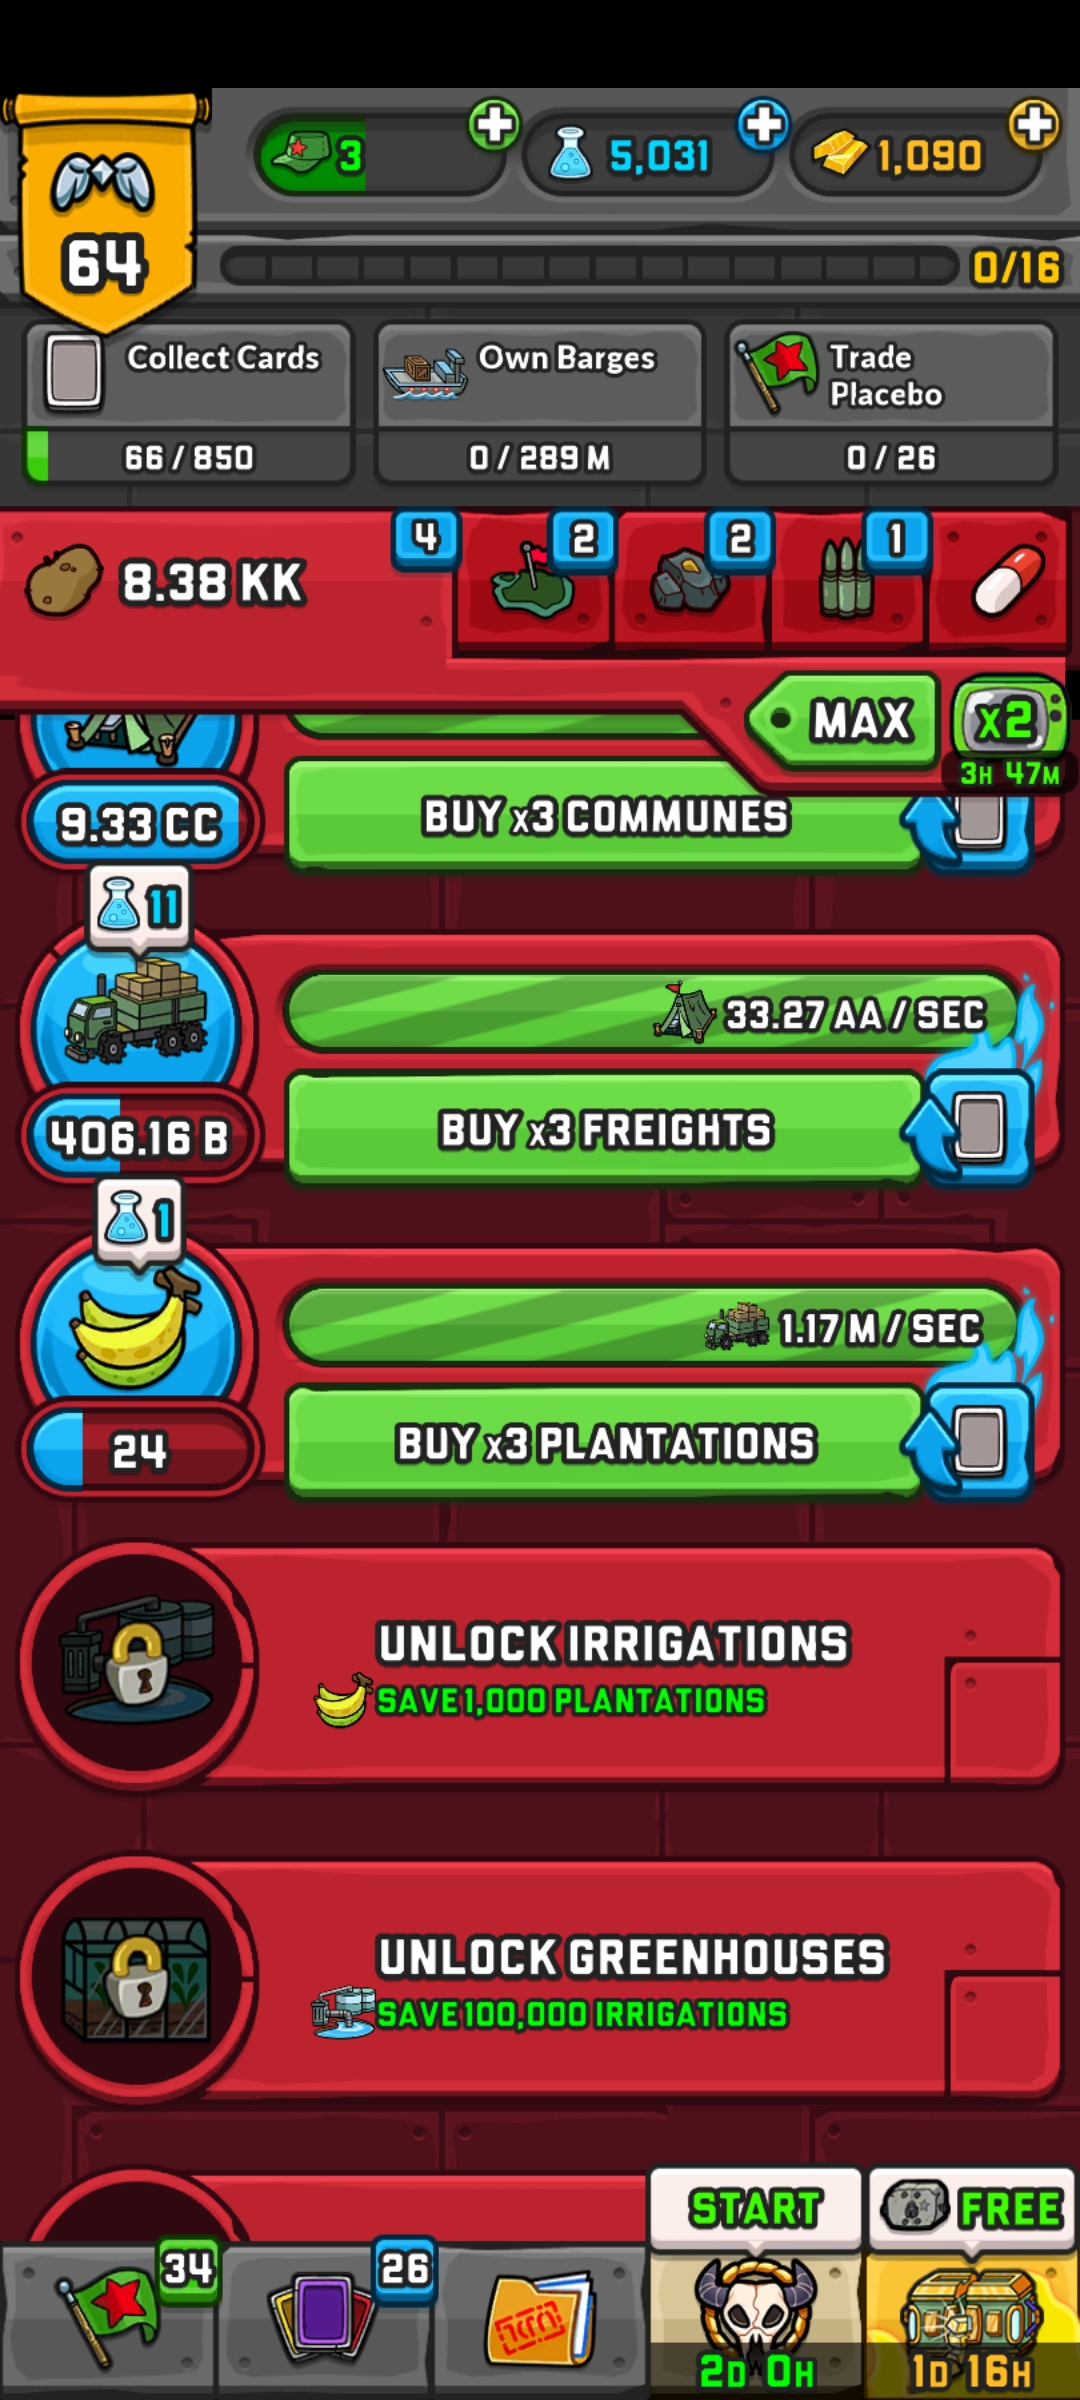 3
5,031
1,090
64
0/16
Collect Cards
66 / 850
Own Barges
0 / 289 M
Trade
Placebo
0 / 26
8.38 KK
4
2
2
1
MAX
x2
3H 47M
9.33 CC
BUY x3 COMMUNES
11
33.27 AA / SEC
406.16 B
BUY x3 FREIGHTS
1
1.17 M / SEC
24
BUY x3 PLANTATIONS
UNLOCK IRRIGATIONS
SAVE 1,000 PLANTATIONS
UNLOCK GREENHOUSES
SAVE 100,000 IRRIGATIONS
START
FREE
34
26
2D 0H
1D 16H